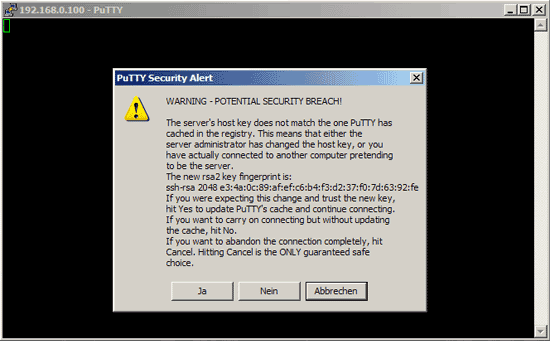 192.168.0.100 - PuTTY
PuTTY Security Alert
WARNING - POTENTIAL SECURITY BREACH!
The server's host key does not match the one PuTTY has
cached in the registry. This means that either the
server administrator has changed the host key, or you
have actually connected to another computer pretending
to be the server.
The new rsa2 key fingerprint is:
ssh-rsa 2048 e3:4a:0c:89:af:ef:c6:b4:f3:d2:37:f0:7d:63:92:fe
If you were expecting this change and trust the new key,
hit Yes to update PuTTY's cache and continue connecting.
If you want to carry on connecting but without updating
the cache, hit No.
If you want to abandon the connection completely, hit
Cancel. Hitting Cancel is the ONLY guaranteed safe
choice.
Ja Nein Abbrechen